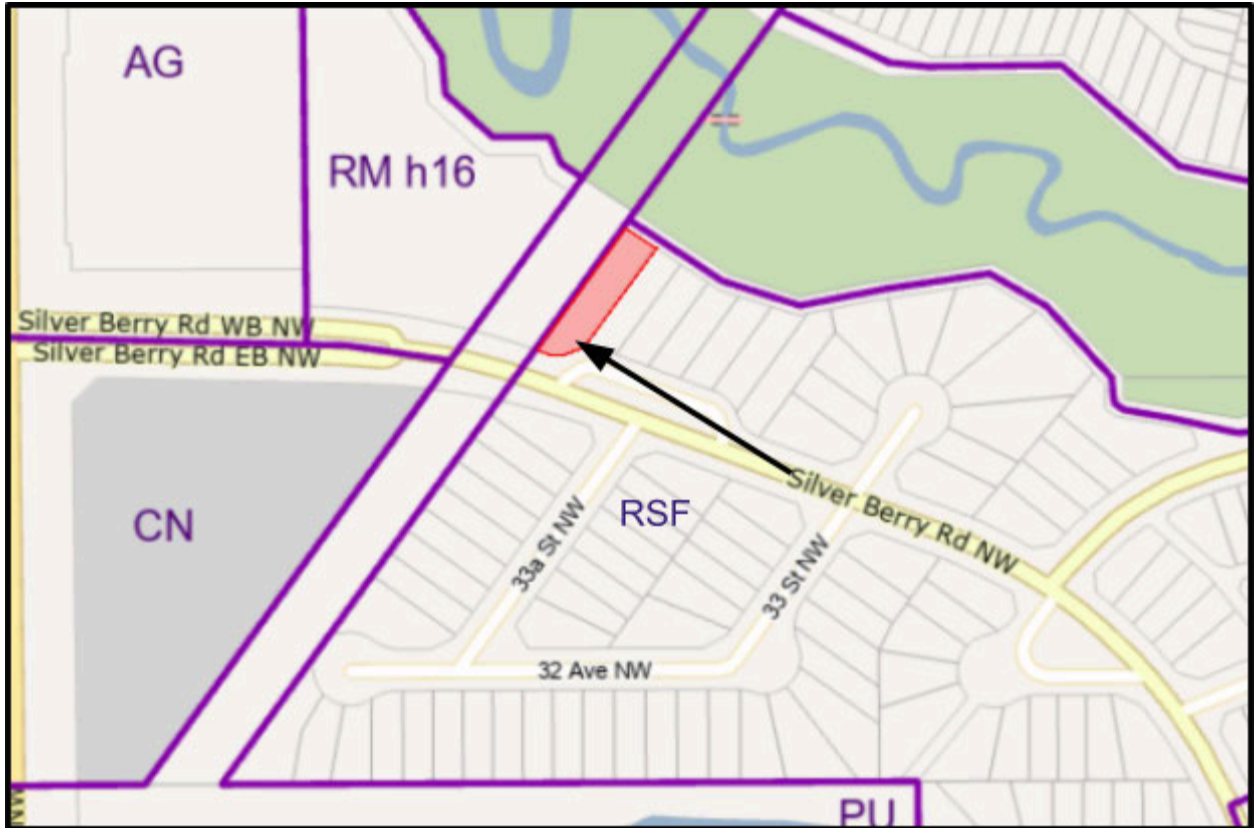 AG
RM h16
Silver Berry Rd WB NW
Silver Berry Rd EB NW
CN
RSF
Silver Berry Rd NW
33a St NW
33 St NW
32 Ave NW
NW
PU